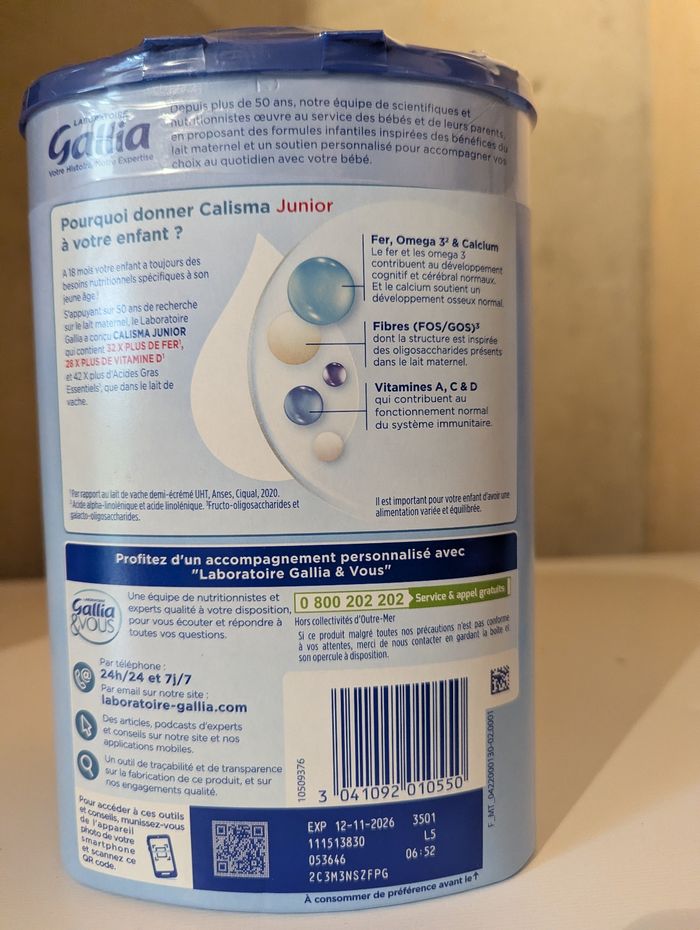 LABORATOIRE
Gallia
Votre Histoire, Notre Expertise
Depuis plus de 50 ans, notre équipe de scientifiques et
nutritionnistes œuvre au service des bébés et de leurs parents,
en proposant des formules infantiles inspirées des bénéfices du
lait maternel et un soutien personnalisé pour accompagner vos
choix au quotidien avec votre bébé.
Pourquoi donner Calisma Junior
à votre enfant ?
A 18 mois votre enfant a toujours des
besoins nutritionnels spécifiques à son
jeune âge !
S'appuyant sur 50 ans de recherche
sur le lait maternel, le Laboratoire
Gallia a conçu CALISMA JUNIOR
qui contient 32 X PLUS DE FER¹,
28 X PLUS DE VITAMINE D¹
et 42 X plus d'Acides Gras
Essentiels¹, que dans le lait de
vache.
Fer, Omega 3² & Calcium
Le fer et les omega 3
contribuent au développement
cognitif et cérébral normaux.
Et le calcium soutient un
développement osseux normal.
Fibres (FOS/GOS)³
dont la structure est inspirée
des oligosaccharides présents
dans le lait maternel.
Vitamines A, C & D
qui contribuent au
fonctionnement normal
du système immunitaire.
¹Par rapport au lait de vache demi-écrémé UHT, Anses, Ciqual, 2020.
²Acide alpha-linolénique et acide linolénique. ³Fructo-oligosaccharides et
galacto-oligosaccharides.
Il est important pour votre enfant d'avoir une
alimentation variée et équilibrée.
Profitez d'un accompagnement personnalisé avec
"Laboratoire Gallia & Vous"
LABORATOIRE
Gallia
&VOUS
Une équipe de nutritionnistes et
experts qualité à votre disposition,
pour vous écouter et répondre à
toutes vos questions.
0 800 202 202 Service & appel gratuits
Hors collectivités d'Outre-Mer
Si ce produit malgré toutes nos précautions n'est pas conforme
à vos attentes, merci de nous contacter en gardant la boîte et
son opercule à disposition.
Par téléphone :
24h/24 et 7j/7
Par email sur notre site :
laboratoire-gallia.com
Des articles, podcasts d'experts
et conseils sur notre site et nos
applications mobiles.
Un outil de traçabilité et de transparence
sur la fabrication de ce produit, et sur
nos engagements qualité.
10509376
3 041092 010550
F_MT_0422000130-02.0001
Pour accéder à ces outils
et conseils, munissez-vous
de l'appareil
photo de votre
smartphone
et scannez ce
QR code.
EXP 12-11-2026 3501
111513830 L5
053646 06:52
2C3M3NSZFPG
À consommer de préférence avant le ↑